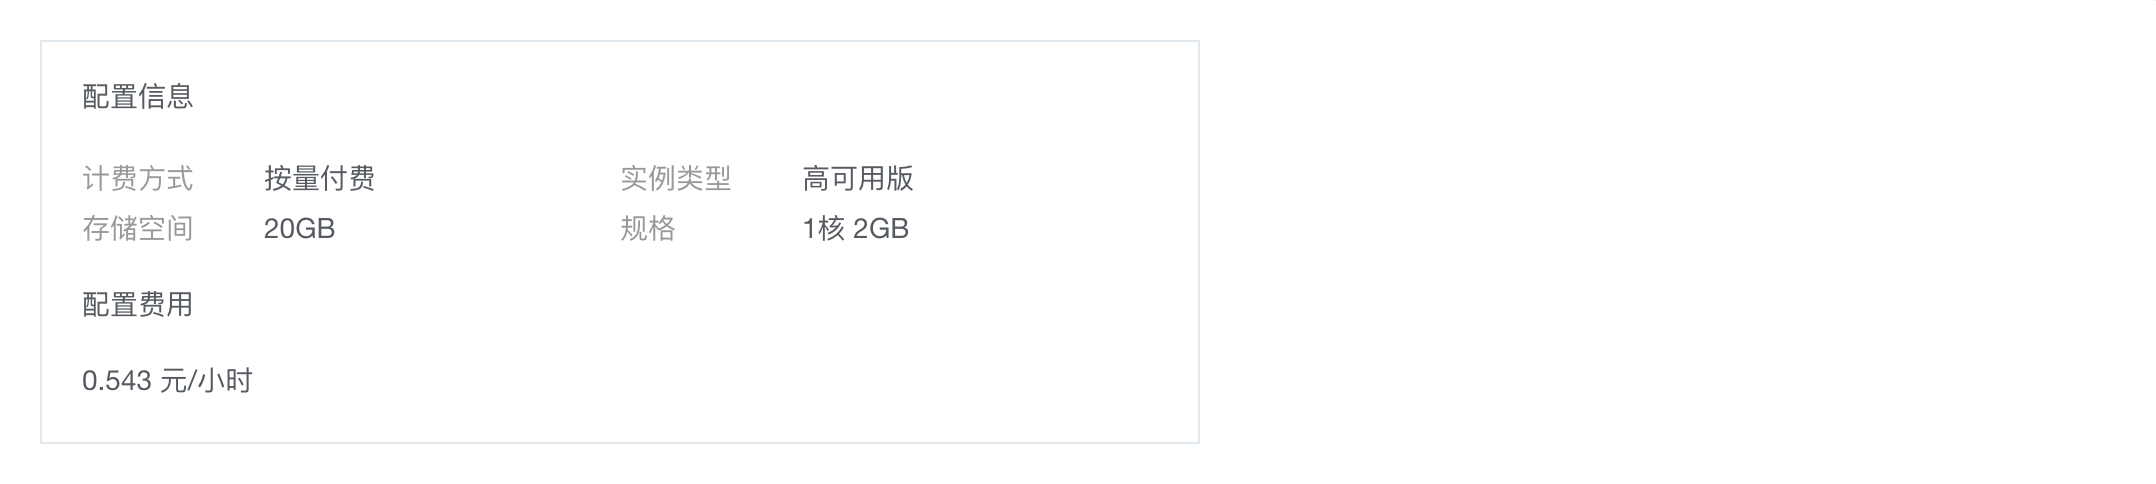 配置信息
计费方式 按量付费 实例类型 高可用版
存储空间 20GB 规格 1核 2GB
配置费用
0.543 元/小时